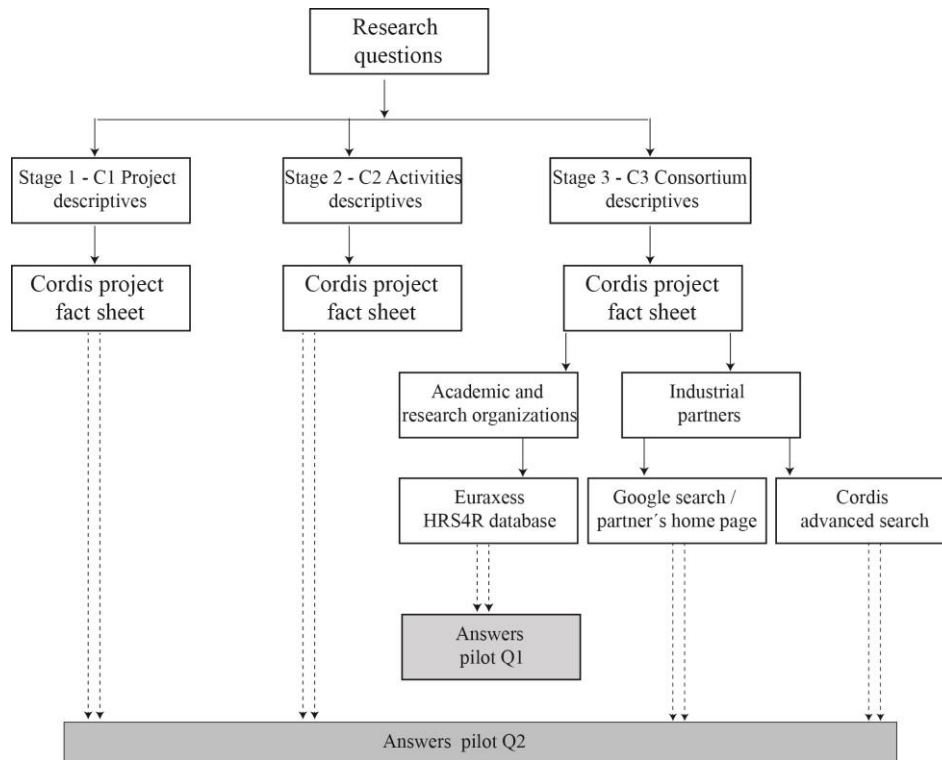 Research
questions
Stage 1 - C1 Project
descriptives
Stage 2 - C2 Activities
descriptives
Stage 3 - C3 Consortium
descriptives
Cordis project
fact sheet
Cordis project
fact sheet
Cordis project
fact sheet
Academic and
research organizations
Industrial
partners
Euraxess
HRS4R database
Google search /
partner´s home page
Cordis
advanced search
Answers
pilot Q1
Answers pilot Q2